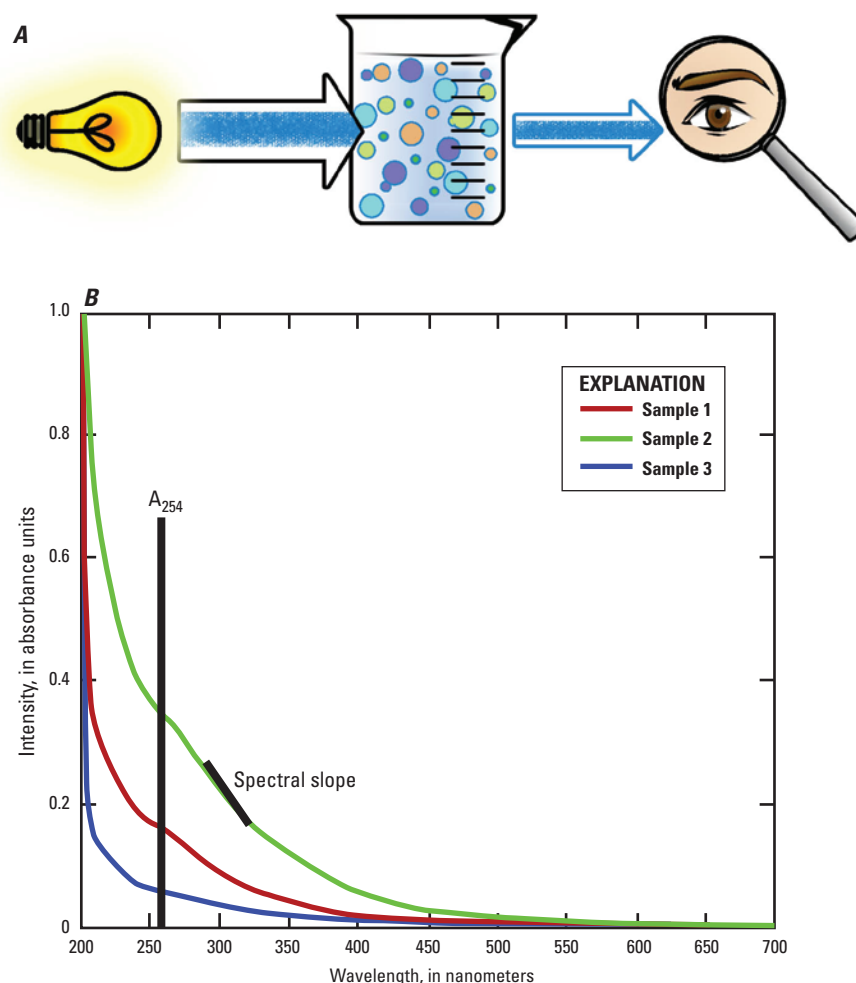 A
B
1.0
0.8
0.6
0.4
0.2
0
Intensity, in absorbance units
A254
Spectral slope
EXPLANATION
Sample 1
Sample 2
Sample 3
200 250 300 350 400 450 500 550 600 650 700
Wavelength, in nanometers